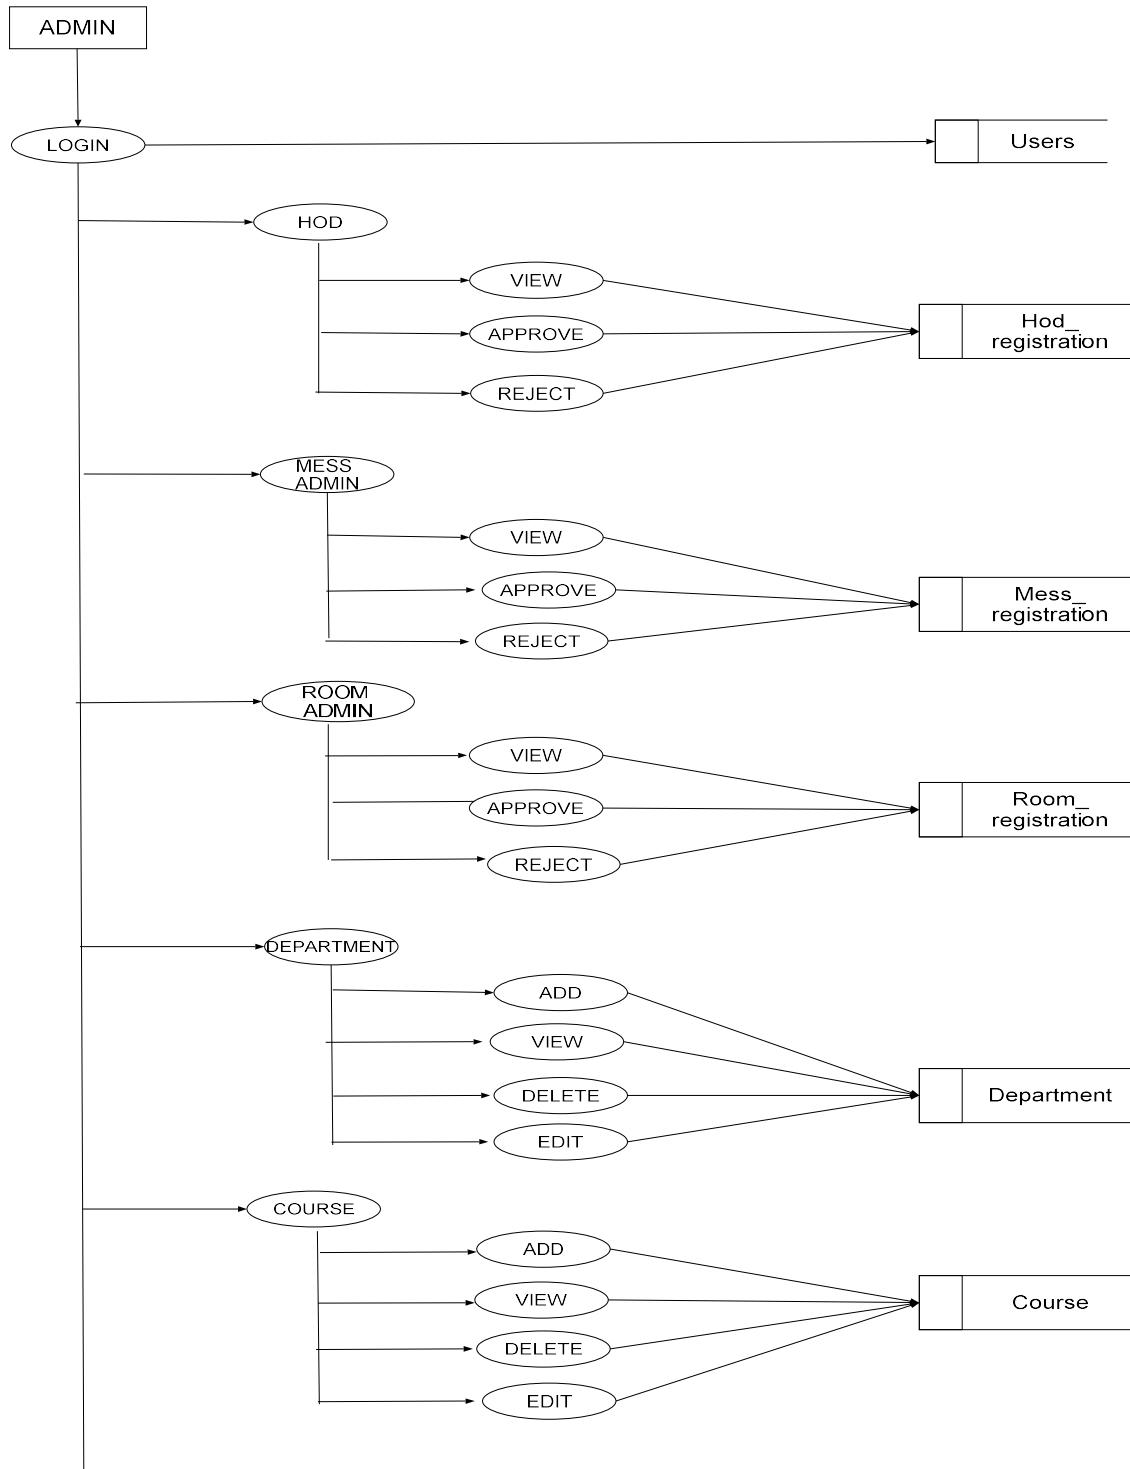 ADMIN
LOGIN
Users
HOD
VIEW
APPROVE
REJECT
Hod_
registration
MESS
ADMIN
VIEW
APPROVE
REJECT
Mess_
registration
ROOM
ADMIN
VIEW
APPROVE
REJECT
Room_
registration
DEPARTMENT
ADD
VIEW
DELETE
EDIT
Department
COURSE
ADD
VIEW
DELETE
EDIT
Course